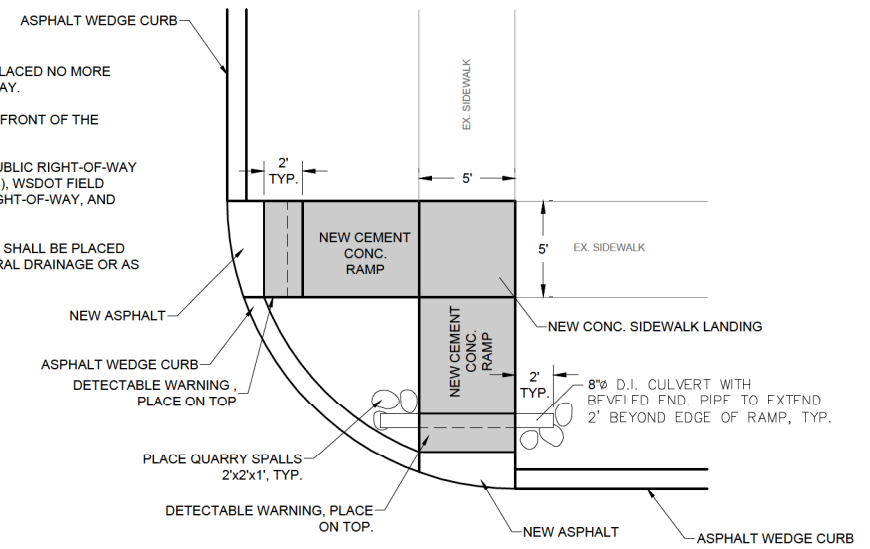 ASPHALT WEDGE CURB
LACED NO MORE
AY.
FRONT OF THE
UBLIC RIGHT-OF-WAY
), WSDOT FIELD
GHT-OF-WAY, AND
SHALL BE PLACED
RAL DRAINAGE OR AS
EX. SIDEWALK
2'
TYP.
5'
NEW CEMENT
CONC.
RAMP
5'
EX. SIDEWALK
NEW ASPHALT
NEW CONC. SIDEWALK LANDING
ASPHALT WEDGE CURB
DETECTABLE WARNING ,
PLACE ON TOP
NEW CEMENT
CONC.
RAMP
2'
TYP.
8"Ø D.I. CULVERT WITH
BEVELED END. PIPE TO EXTEND
2' BEYOND EDGE OF RAMP, TYP.
PLACE QUARRY SPALLS
2'x2'x1', TYP.
DETECTABLE WARNING, PLACE
ON TOP.
NEW ASPHALT
ASPHALT WEDGE CURB